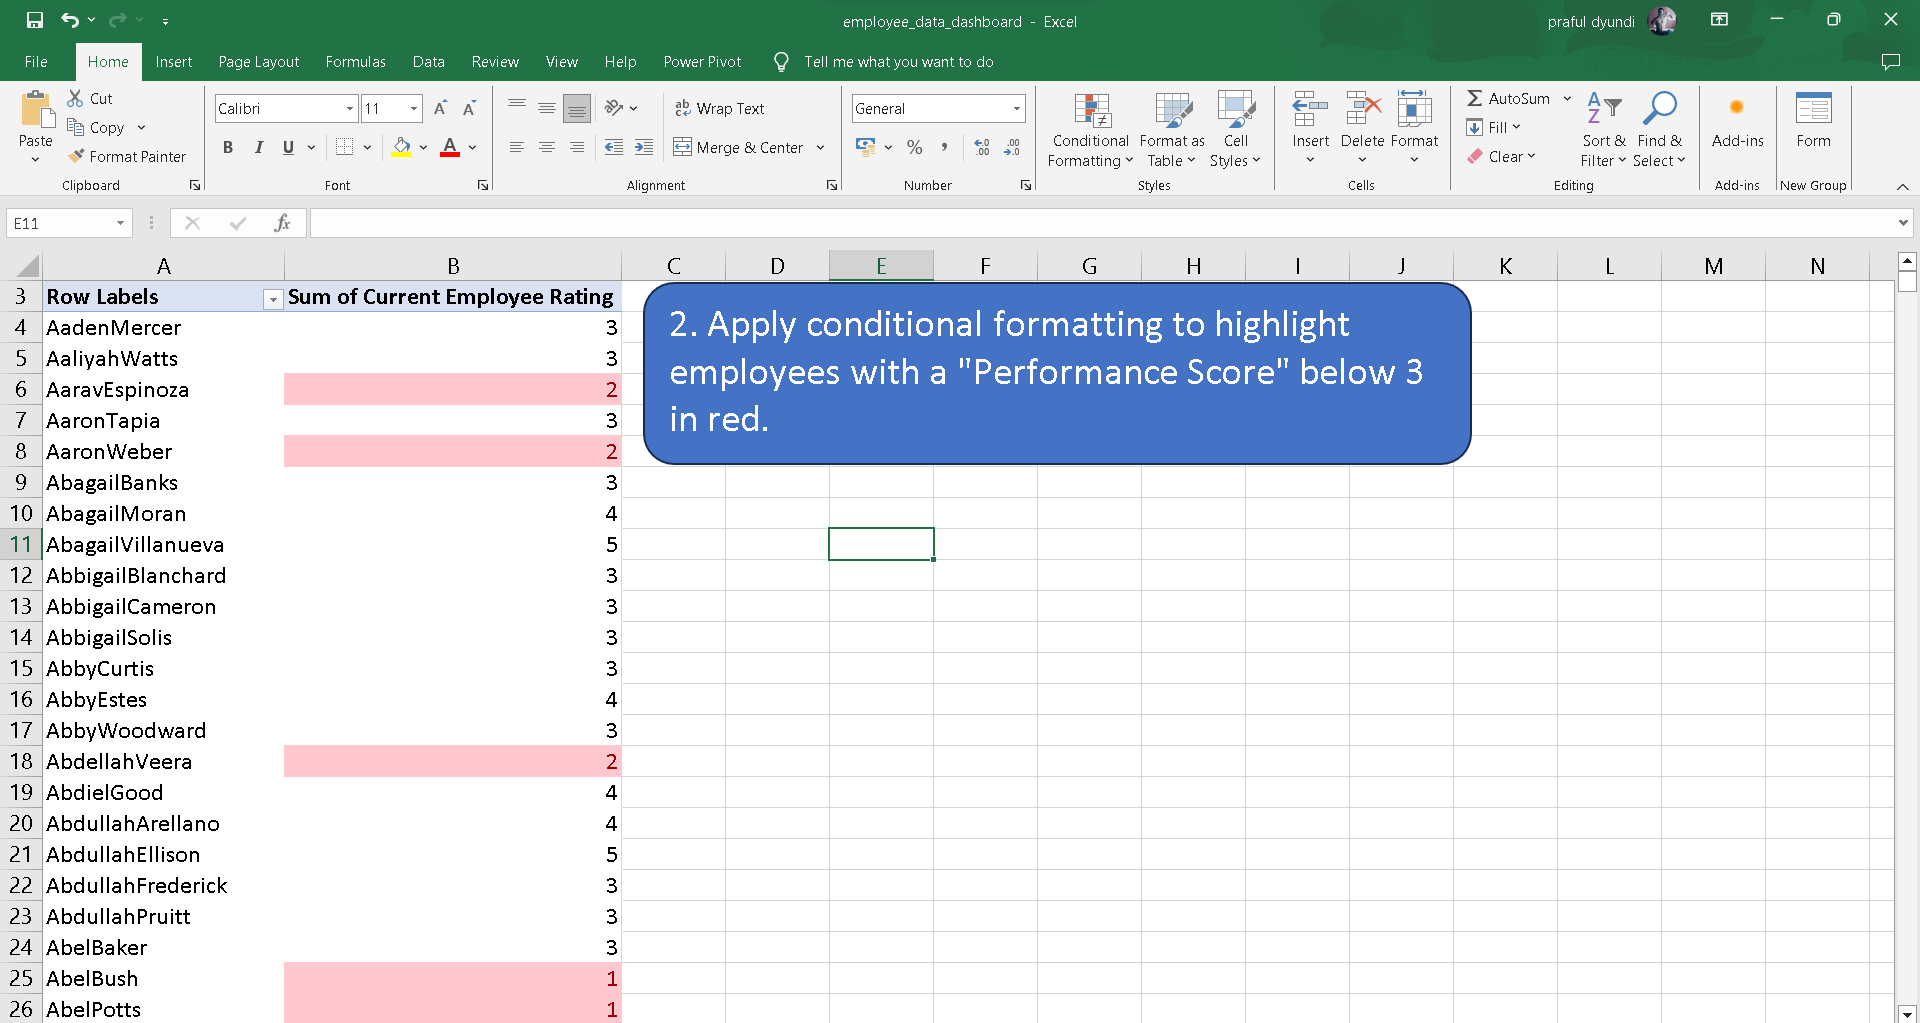 employee_data_dashboard - Excel
praful dyundi
File Home Insert Page Layout Formulas Data Review View Help Power Pivot Tell me what you want to do
Paste
Cut
Copy
Format Painter
Clipboard
Calibri 11
A A
B I U A
Font
ab Wrap Text
Merge & Center
Alignment
General
% ,
Number
Conditional Formatting
Format as Table
Cell Styles
Styles
Insert Delete Format
Cells
AutoSum
Fill
Clear
Sort & Filter
Find & Select
Editing
Add-ins
Add-ins
Form
New Group
E11
fx
A B C D E F G H I J K L M N
3 Row Labels Sum of Current Employee Rating
4 AadenMercer 3
5 AaliyahWatts 3
6 AaravEspinoza 2
7 AaronTapia 3
8 AaronWeber 2
9 AbagailBanks 3
10 AbagailMoran 4
11 AbagailVillanueva 5
12 AbbigailBlanchard 3
13 AbbigailCameron 3
14 AbbigailSolis 3
15 AbbyCurtis 3
16 AbbyEstes 4
17 AbbyWoodward 3
18 AbdellahVeera 2
19 AbdielGood 4
20 AbdullahArellano 4
21 AbdullahEllison 5
22 AbdullahFrederick 3
23 AbdullahPruitt 3
24 AbelBaker 3
25 AbelBush 1
26 AbelPotts 1
2. Apply conditional formatting to highlight
employees with a "Performance Score" below 3
in red.